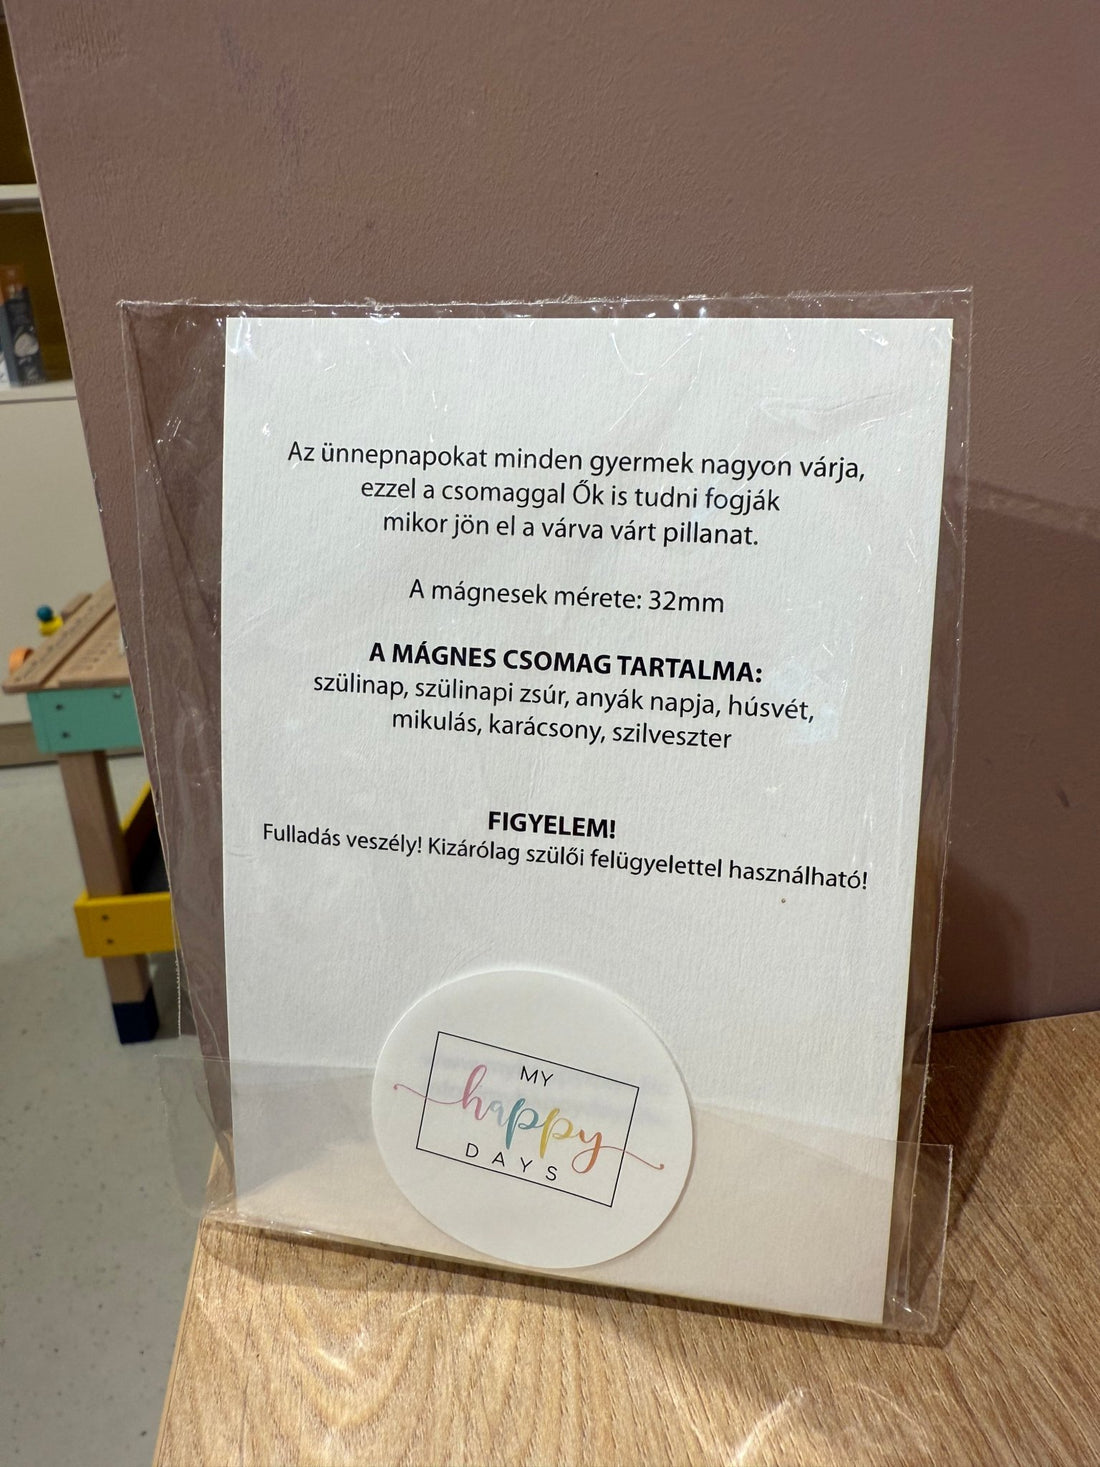 Az ünnepnapokat minden gyermek nagyon várja,
ezzel a csomaggal Ők is tudni fogják
mikor jön el a várva várt pillanat.
A mágnesek mérete: 32mm
A MÁGNES CSOMAG TARTALMA:
szülinap, szülinapi zsúr, anyák napja, húsvét,
mikulás, karácsony, szilveszter
FIGYELEM!
Fulladás veszély! Kizárólag szülői felügyelettel használható!
MY
happy
DAYS